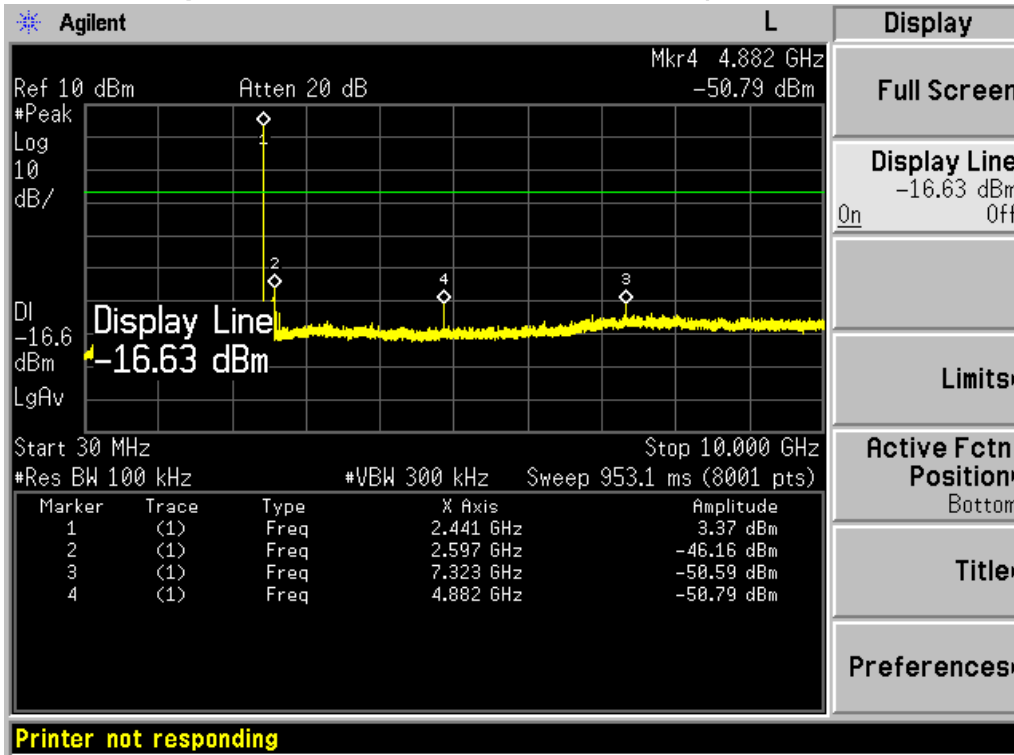 Agilent L
Mkr4 4.882 GHz
Ref 10 dBm Atten 20 dB -50.79 dBm
#Peak
Log
10
dB/
1
2
4
3
DI
-16.6
dBm
LgAv
Display Line
-16.63 dBm
Start 30 MHz Stop 10.000 GHz
#Res BW 100 kHz #VBW 300 kHz Sweep 953.1 ms (8001 pts)
Marker Trace Type X Axis Amplitude
1 (1) Freq 2.441 GHz 3.37 dBm
2 (1) Freq 2.597 GHz -46.16 dBm
3 (1) Freq 7.323 GHz -50.59 dBm
4 (1) Freq 4.882 GHz -50.79 dBm
Printer not responding
Display
Full Screen
Display Line
-16.63 dBm
On Off
Limits
Active Fctn
Position
Bottom
Title
Preferences